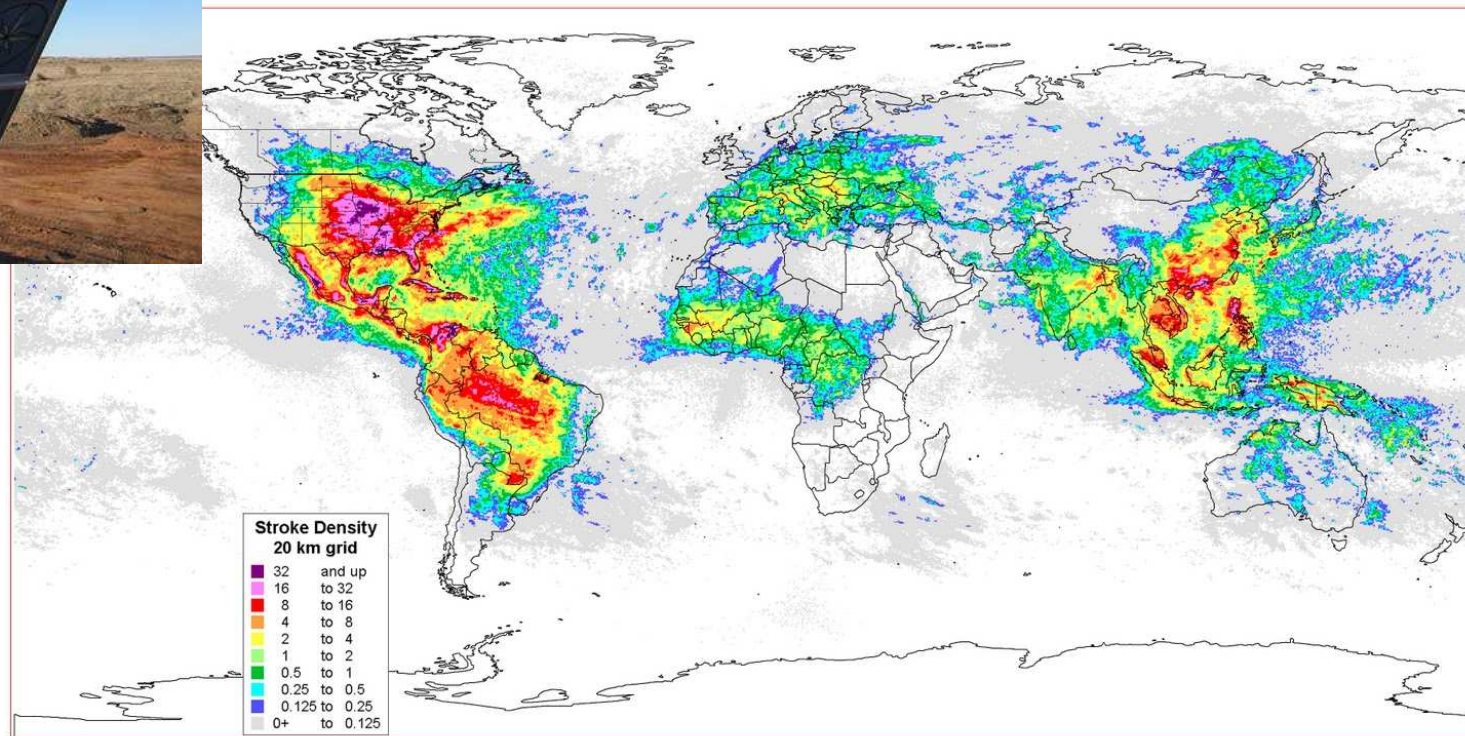 Stroke Density
20 km grid
32 and up
16 to 32
8 to 16
4 to 8
2 to 4
1 to 2
0.5 to 1
0.25 to 0.5
0.125 to 0.25
0+ to 0.125